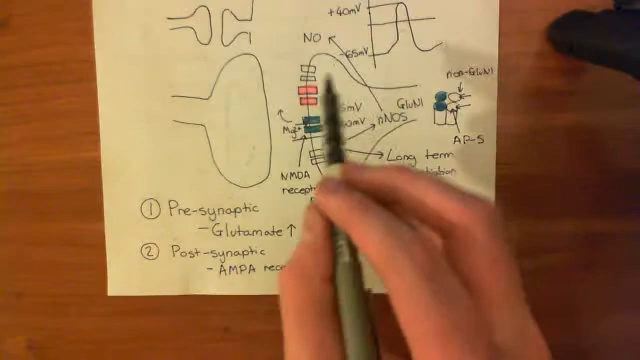 +40mV
NO
-65mV
non-GluN1
GluN1
nNOS
Mg²⁺
AP-5
Long term
NMDA
① Pre-synaptic
- Glutamate ↑
② Post-synaptic
- AMPA